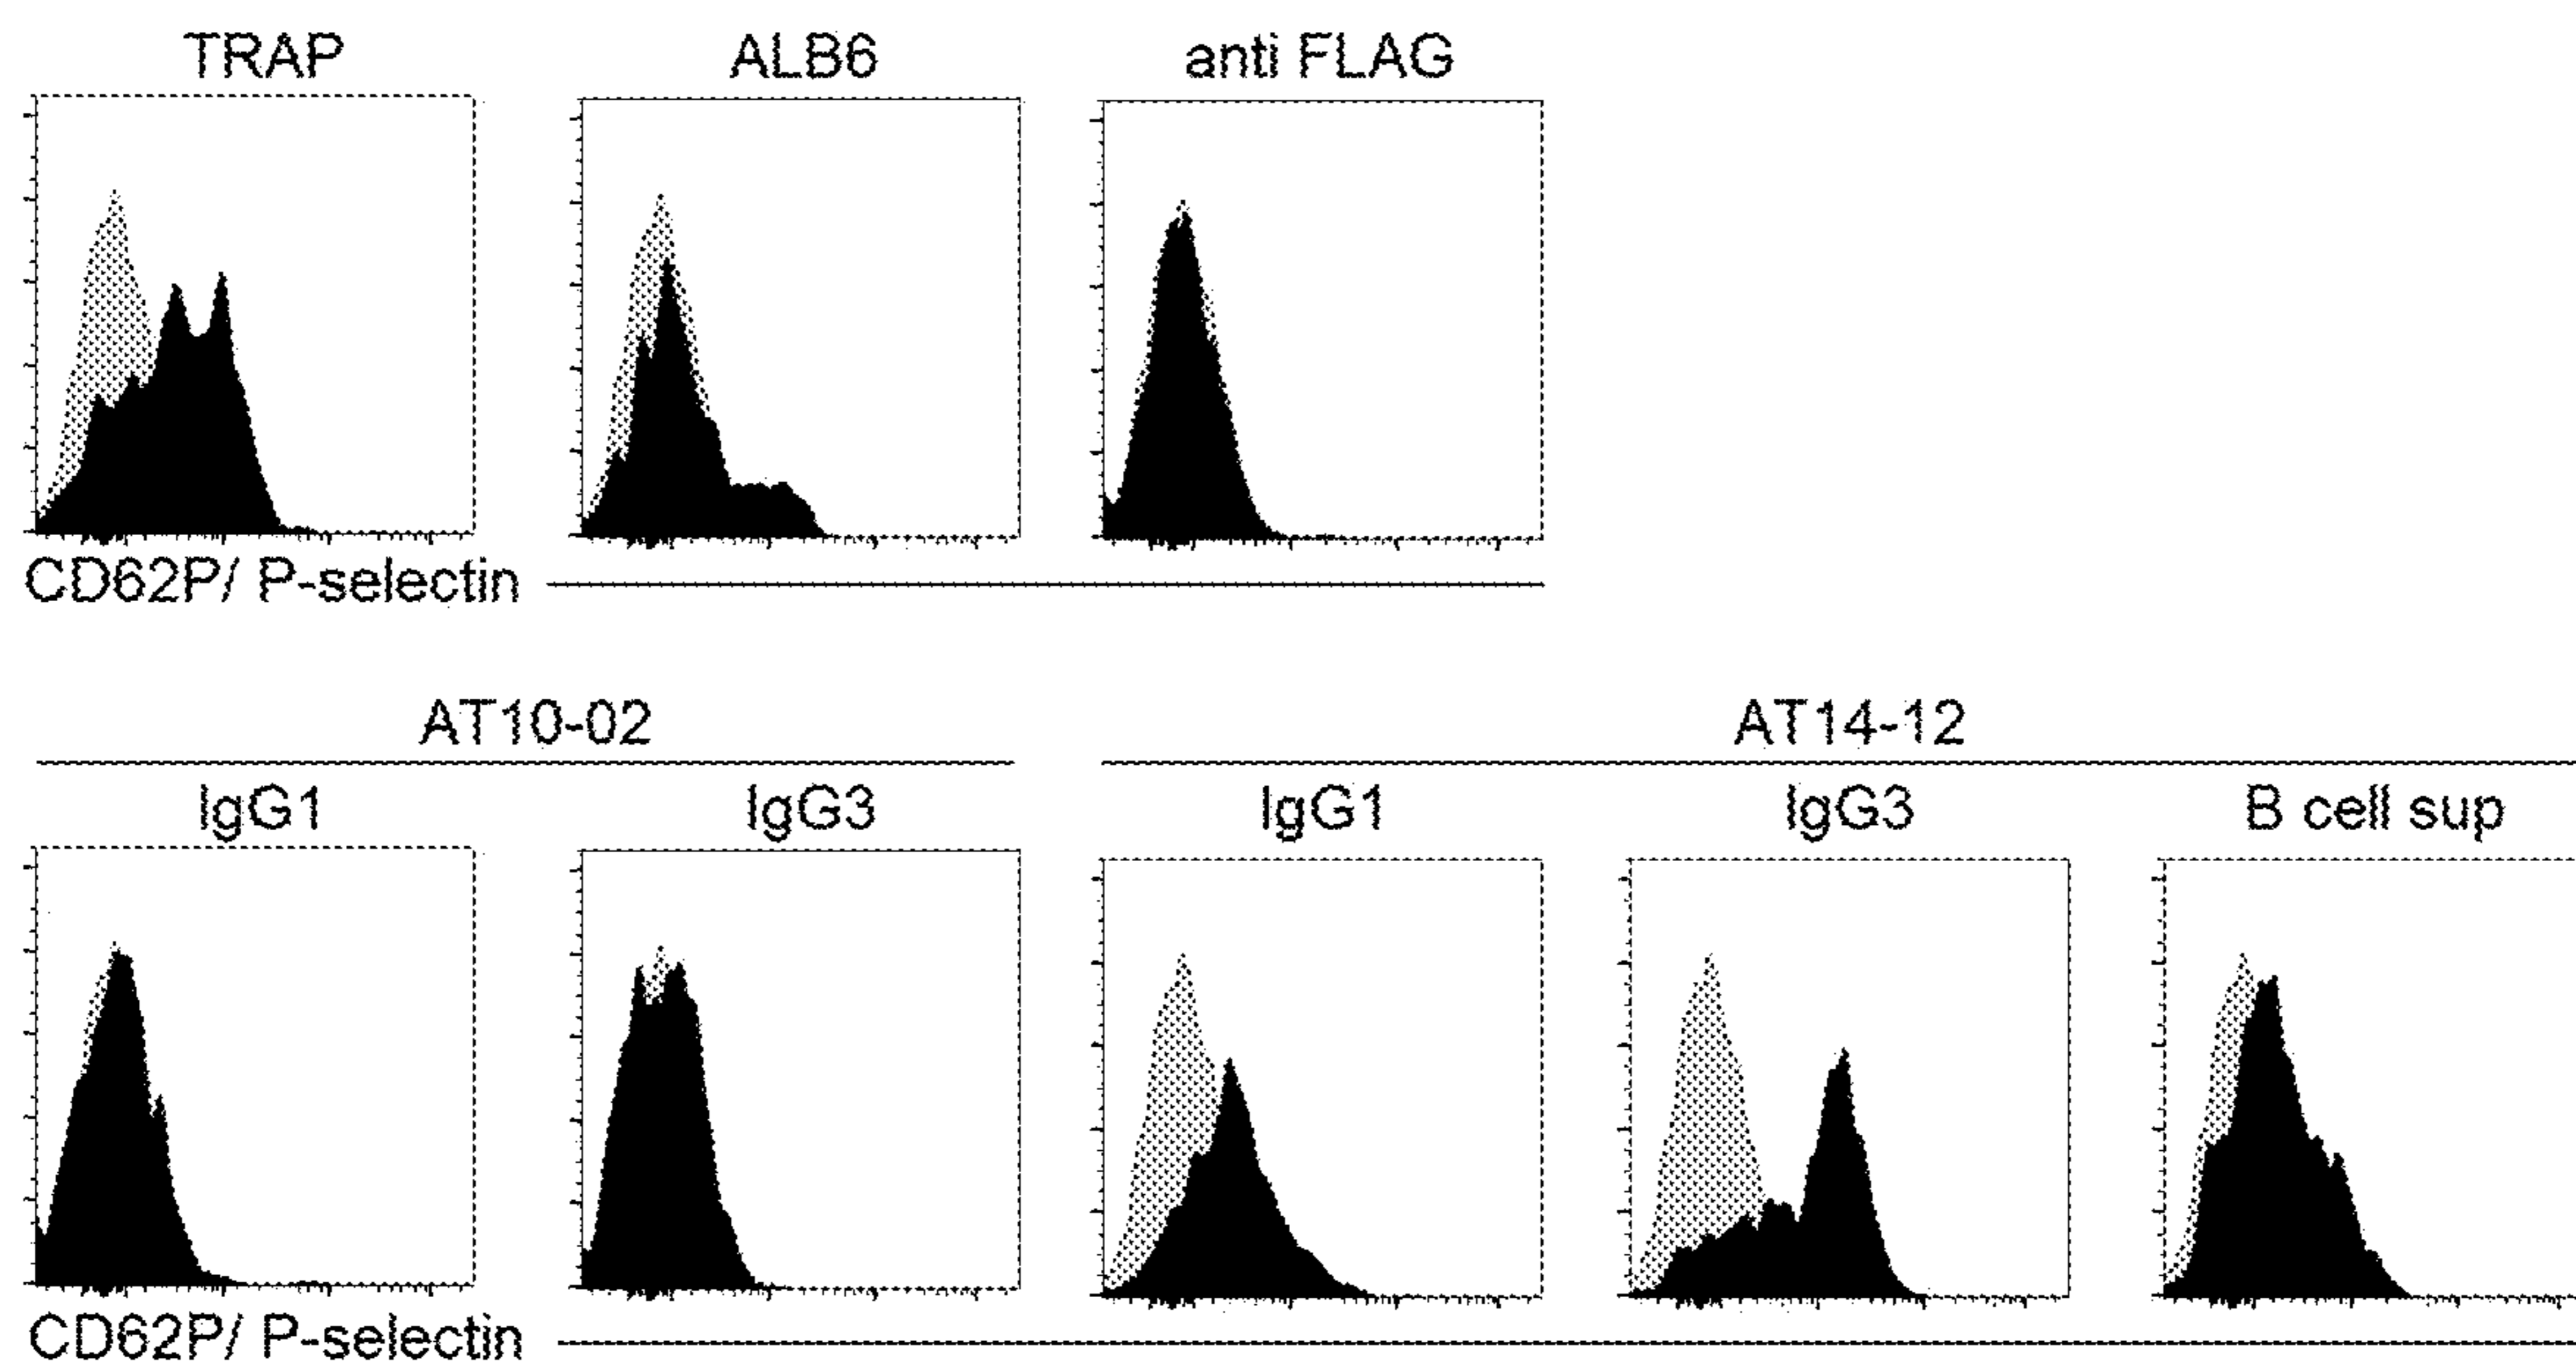 TRAP ALB6 anti FLAG
CD62P/ P-selectin
AT10-02 AT14-12
IgG1 IgG3 IgG1 IgG3 B cell sup
CD62P/ P-selectin